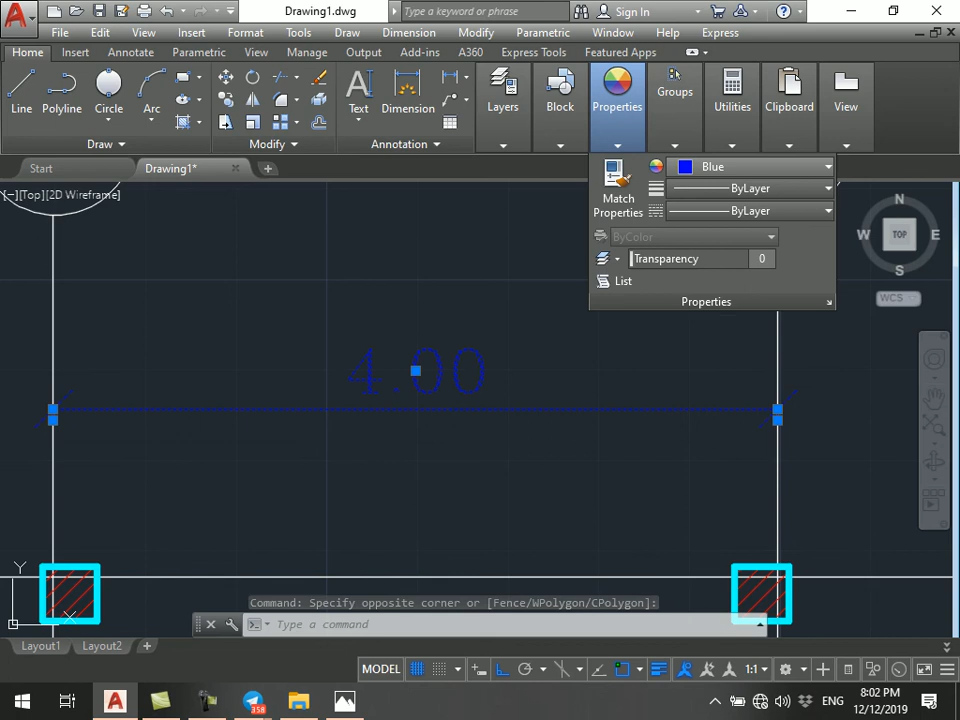 Drawing1.dwg
Type a keyword or phrase
Sign In
File Edit View Insert Format Tools Draw Dimension Modify Parametric Window Help Express
Home Insert Annotate Parametric View Manage Output Add-ins A360 Express Tools Featured Apps
Line Polyline Circle Arc
Text Dimension
Layers Block Properties Groups Utilities Clipboard View
Draw Modify Annotation
Start Drawing1*
[−][Top][2D Wireframe]
Blue
ByLayer
ByLayer
Match
Properties
ByColor
Transparency 0
List
Properties
N
W TOP E
S
WCS
4.00
Y
X
Command: Specify opposite corner or [Fence/WPolygon/CPolygon]:
Type a command
Layout1 Layout2
MODEL 1:1
358
ENG
8:02 PM
12/12/2019